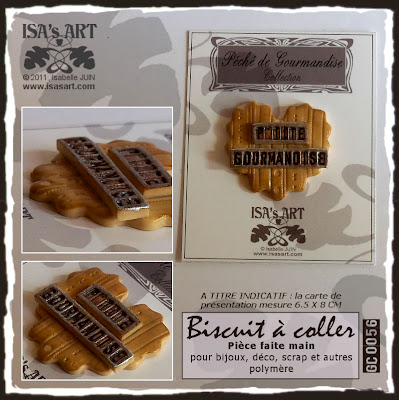 ISA's ART
© 2011, Isabelle JUIN
www.isasart.com
Péché de Gourmandise
Collection
PETITE
GOURMANDISE
ISA's ART
© Isabelle JUIN
www.isasart.com
A TITRE INDICATIF : la carte de
présentation mesure 6.5 X 8 CM
Biscuit à coller
Pièce faite main
pour bijoux, déco, scrap et autres
polymère
GC0056